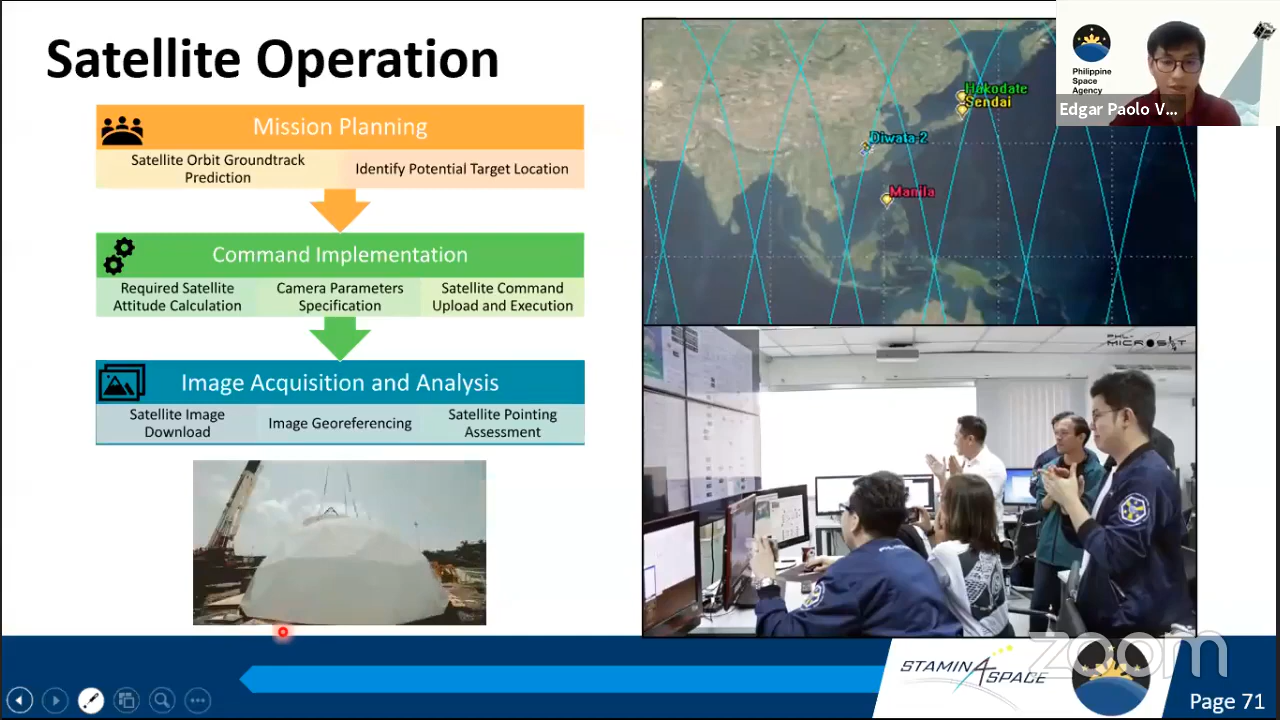 Satellite Operation
Mission Planning
Satellite Orbit Groundtrack
Prediction
Identify Potential Target Location
Command Implementation
Required Satellite
Attitude Calculation
Camera Parameters
Specification
Satellite Command
Upload and Execution
Image Acquisition and Analysis
Satellite Image
Download
Image Georeferencing
Satellite Pointing
Assessment
Hakodate
Sendai
Diwata-2
Manila
Philippine
Space
Agency
Edgar Paolo V...
PHL-
MICROSAT
STAMINA4SPACE
zoom
Page 71